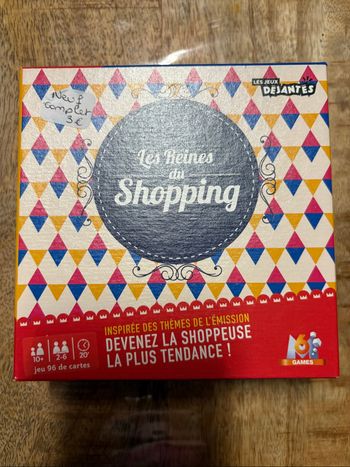 LES JEUX
DÉJANTÉS
Neuf
complet
3€
Les Reines
du
Shopping
INSPIRÉE DES THÈMES DE L'ÉMISSION
DEVENEZ LA SHOPPEUSE
LA PLUS TENDANCE !
10+ 2-6 20'
jeu 96 de cartes
M6
GAMES